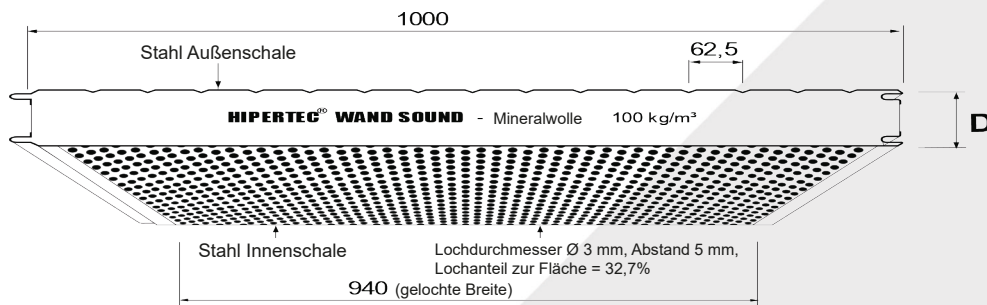 1000
Stahl Außenschale
62,5
HIPERTEC® WAND SOUND - Mineralwolle 100 kg/m³
D
Stahl Innenschale
Lochdurchmesser Ø 3 mm, Abstand 5 mm,
Lochanteil zur Fläche = 32,7%
940 (gelochte Breite)